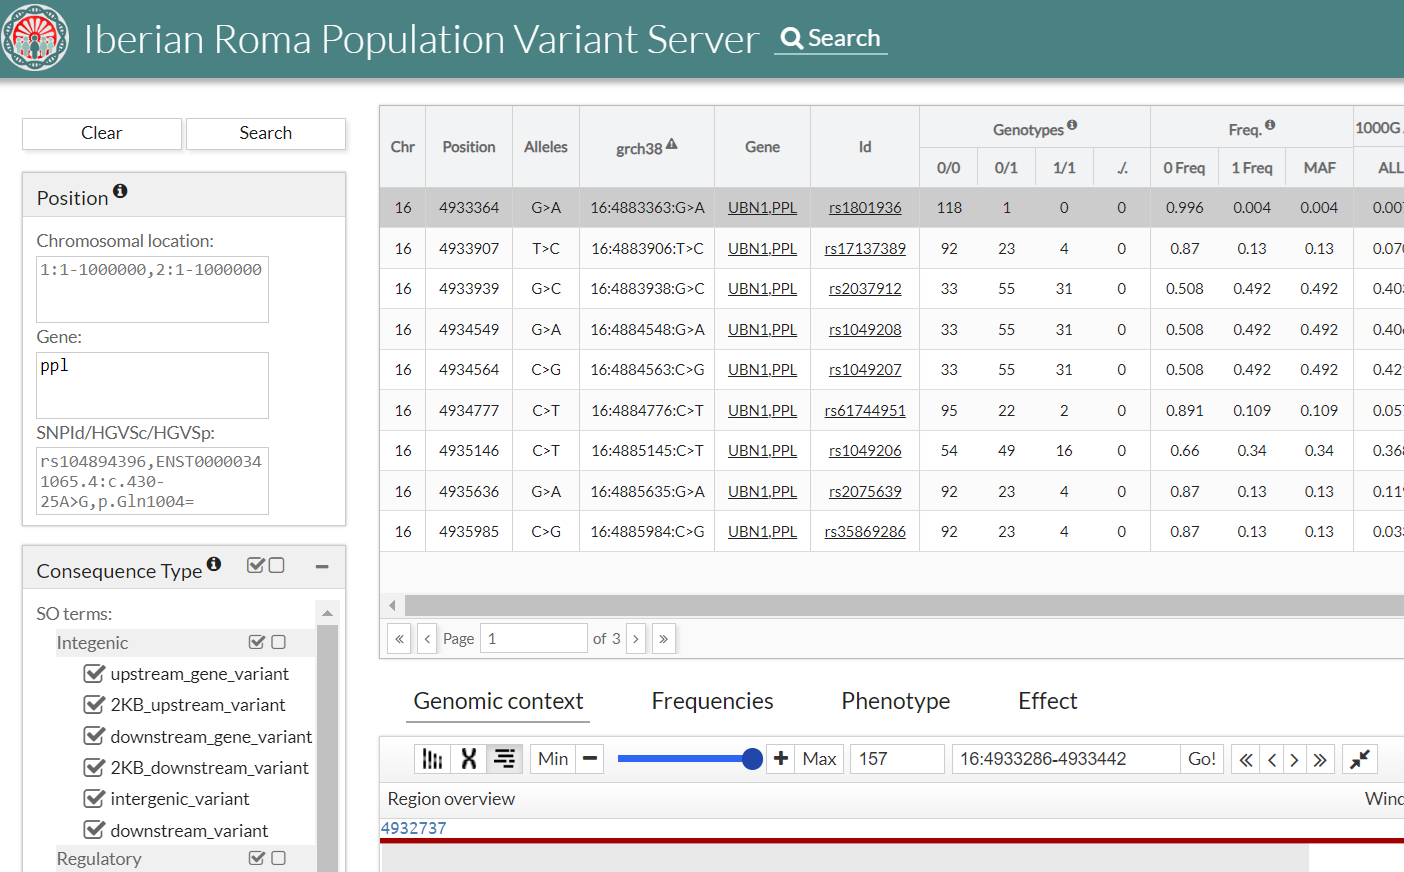 Iberian Roma Population Variant Server Search
Clear Search
Position
Chromosomal location:
1:1-1000000,2:1-1000000
Gene:
ppl
SNPId/HGVSc/HGVSp:
rs104894396,ENST0000034
1065.4:c.430-
25A>G,p.Gln1004=
Consequence Type
SO terms:
Integenic
upstream_gene_variant
2KB_upstream_variant
downstream_gene_variant
2KB_downstream_variant
intergenic_variant
downstream_variant
Regulatory
Chr Position Alleles grch38 Gene Id Genotypes Freq. 1000G
0/0 0/1 1/1 ./. 0 Freq 1 Freq MAF ALL
16 4933364 G>A 16:4883363:G>A UBN1,PPL rs1801936 118 1 0 0 0.996 0.004 0.004 0.00
16 4933907 T>C 16:4883906:T>C UBN1,PPL rs17137389 92 23 4 0 0.87 0.13 0.13 0.07
16 4933939 G>C 16:4883938:G>C UBN1,PPL rs2037912 33 55 31 0 0.508 0.492 0.492 0.40
16 4934549 G>A 16:4884548:G>A UBN1,PPL rs1049208 33 55 31 0 0.508 0.492 0.492 0.40
16 4934564 C>G 16:4884563:C>G UBN1,PPL rs1049207 33 55 31 0 0.508 0.492 0.492 0.42
16 4934777 C>T 16:4884776:C>T UBN1,PPL rs61744951 95 22 2 0 0.891 0.109 0.109 0.05
16 4935146 C>T 16:4885145:C>T UBN1,PPL rs1049206 54 49 16 0 0.66 0.34 0.34 0.36
16 4935636 G>A 16:4885635:G>A UBN1,PPL rs2075639 92 23 4 0 0.87 0.13 0.13 0.11
16 4935985 C>G 16:4885984:C>G UBN1,PPL rs35869286 92 23 4 0 0.87 0.13 0.13 0.03
« ‹ Page 1 of 3 › »
Genomic context Frequencies Phenotype Effect
Min Max 157 16:4933286-4933442 Go! « ‹ › »
Region overview Wind
4932737